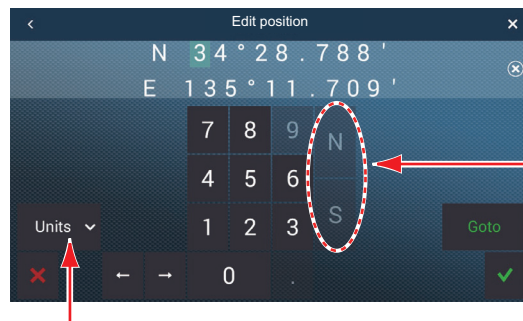 Edit position
N 34°28.788'
E 135°11.709'
7 8 9 N
4 5 6
1 2 3 S
Units Goto
0 .